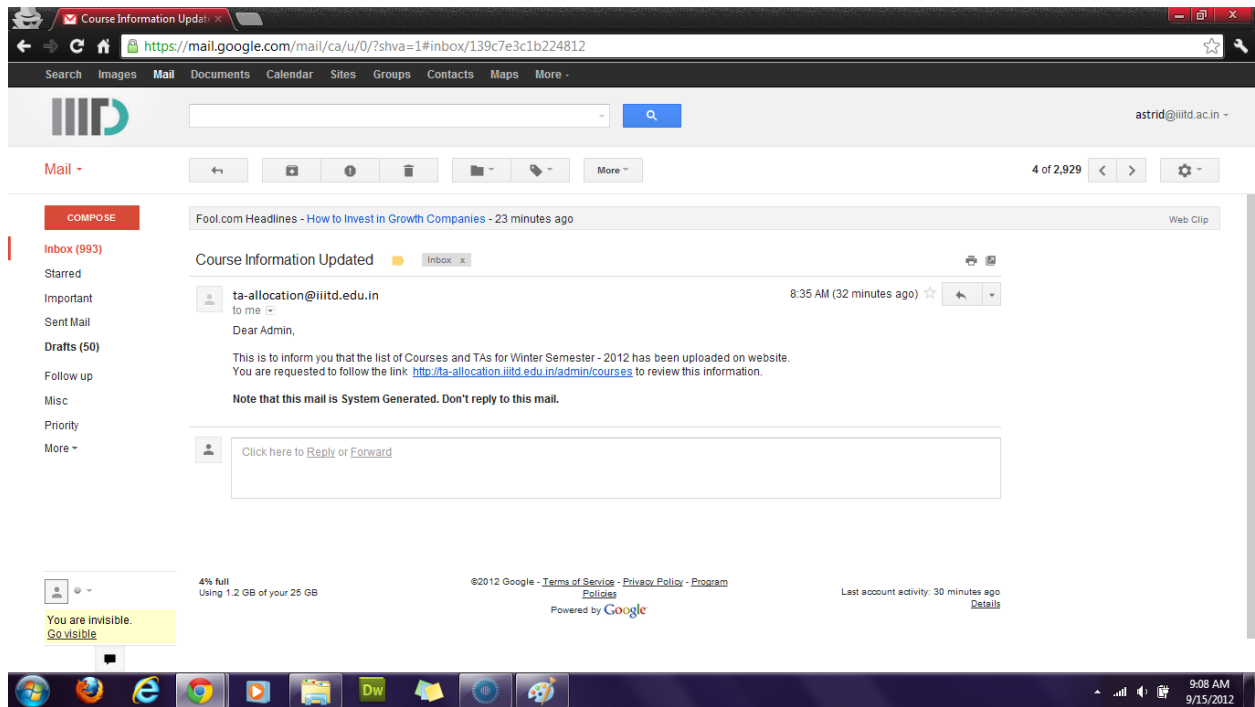 Course Information Updat
https://mail.google.com/mail/ca/u/0/?shva=1#inbox/139c7e3c1b224812
Search Images Mail Documents Calendar Sites Groups Contacts Maps More
IIID
astrid@iiitd.ac.in
Mail
More
4 of 2,929
COMPOSE
Fool.com Headlines - How to Invest in Growth Companies - 23 minutes ago
Web Clip
Inbox (993)
Starred
Important
Sent Mail
Drafts (50)
Follow up
Misc
Priority
More
Course Information Updated
Inbox x
ta-allocation@iiitd.edu.in
8:35 AM (32 minutes ago)
to me
Dear Admin,
This is to inform you that the list of Courses and TAs for Winter Semester - 2012 has been uploaded on website.
You are requested to follow the link http://ta-allocation.iiitd.edu.in/admin/courses to review this information.
Note that this mail is System Generated. Don't reply to this mail.
Click here to Reply or Forward
4% full
Using 1.2 GB of your 25 GB
©2012 Google - Terms of Service - Privacy Policy - Program
Policies
Powered by Google
Last account activity: 30 minutes ago
Details
You are invisible.
Go visible
Dw
9:08 AM
9/15/2012